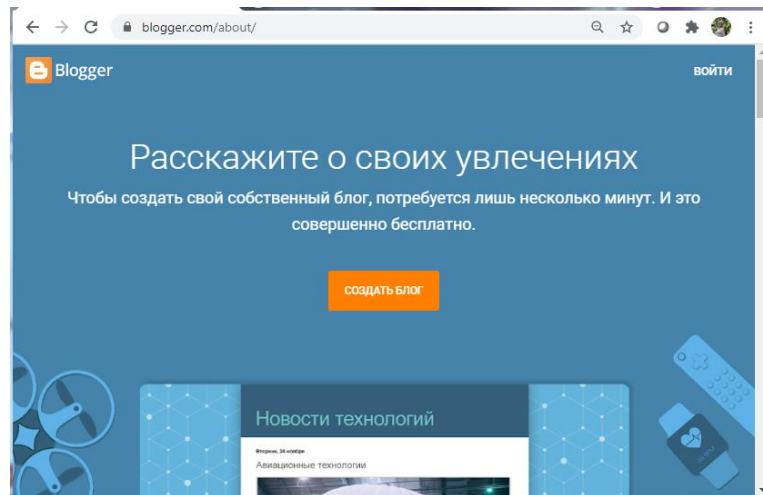 blogger.com/about/
Blogger
ВОЙТИ
Расскажите о своих увлечениях
Чтобы создать свой собственный блог, потребуется лишь несколько минут. И это
совершенно бесплатно.
СОЗДАТЬ БЛОГ
Новости технологий
Вторник, 24 ноября
Авиационные технологии